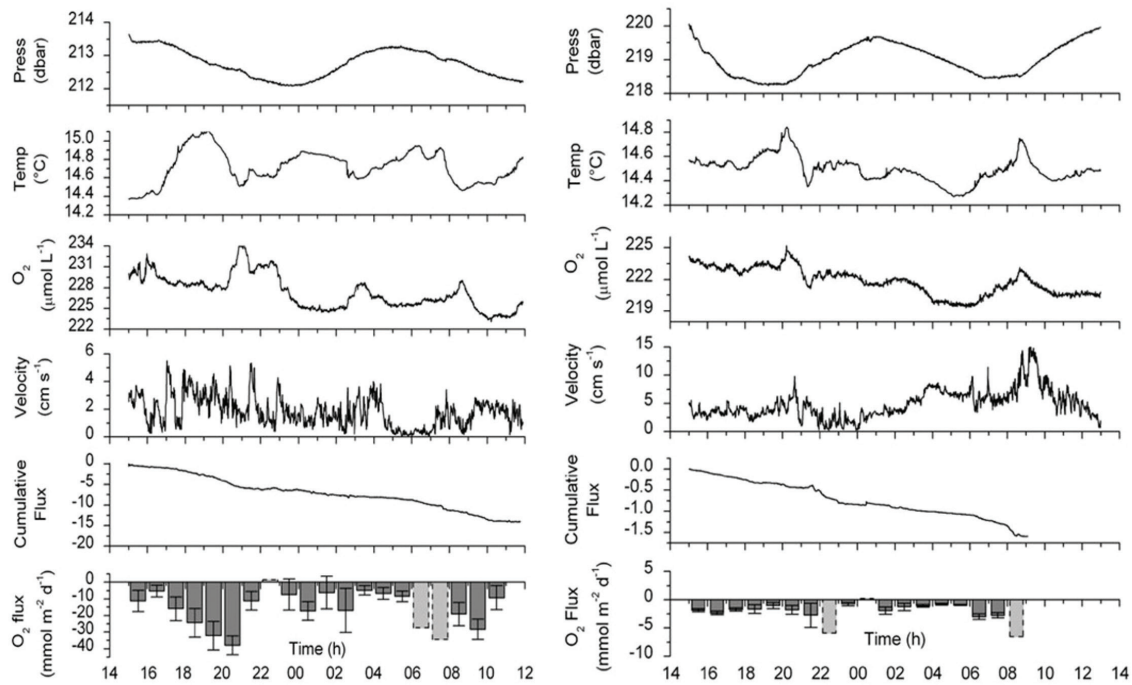 214
213
212
Press
(dbar)
220
219
218
Press
(dbar)
15.0
14.8
14.6
14.4
14.2
Temp
(°C)
14.8
14.6
14.4
14.2
Temp
(°C)
234
231
228
225
222
O2
(μmol L-1)
225
222
219
O2
(μmol L-1)
6
4
2
0
Velocity
(cm s-1)
15
10
5
0
Velocity
(cm s-1)
0
-5
-10
-15
-20
Cumulative
Flux
0.0
-0.5
-1.0
-1.5
Cumulative
Flux
0
-10
-20
-30
-40
O2 flux
(mmol m-2 d-1)
Time (h)
14 16 18 20 22 00 02 04 06 08 10 12
5
0
-5
-10
O2 Flux
(mmol m-2 d-1)
Time (h)
14 16 18 20 22 00 02 04 06 08 10 12 14